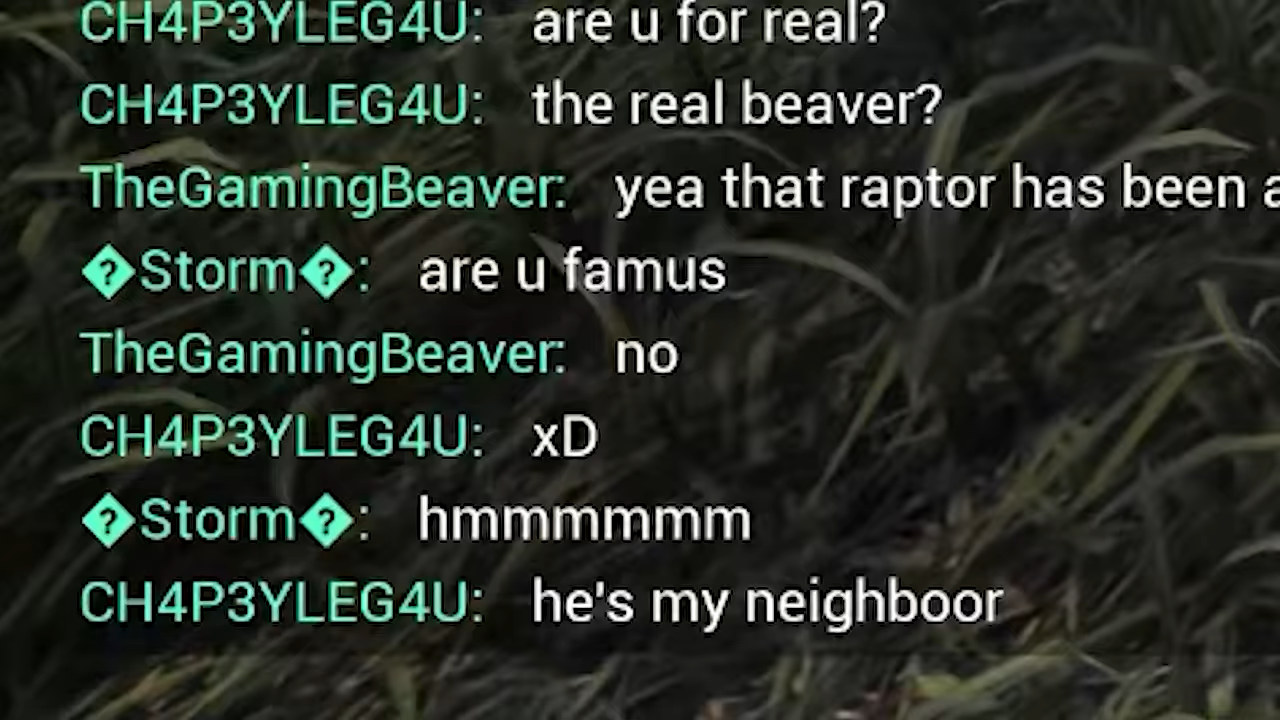 CH4P3YLEG4U: are u for real?
CH4P3YLEG4U: the real beaver?
TheGamingBeaver: yea that raptor has been a
�Storm�: are u famus
TheGamingBeaver: no
CH4P3YLEG4U: xD
�Storm�: hmmmmmm
CH4P3YLEG4U: he's my neighboor